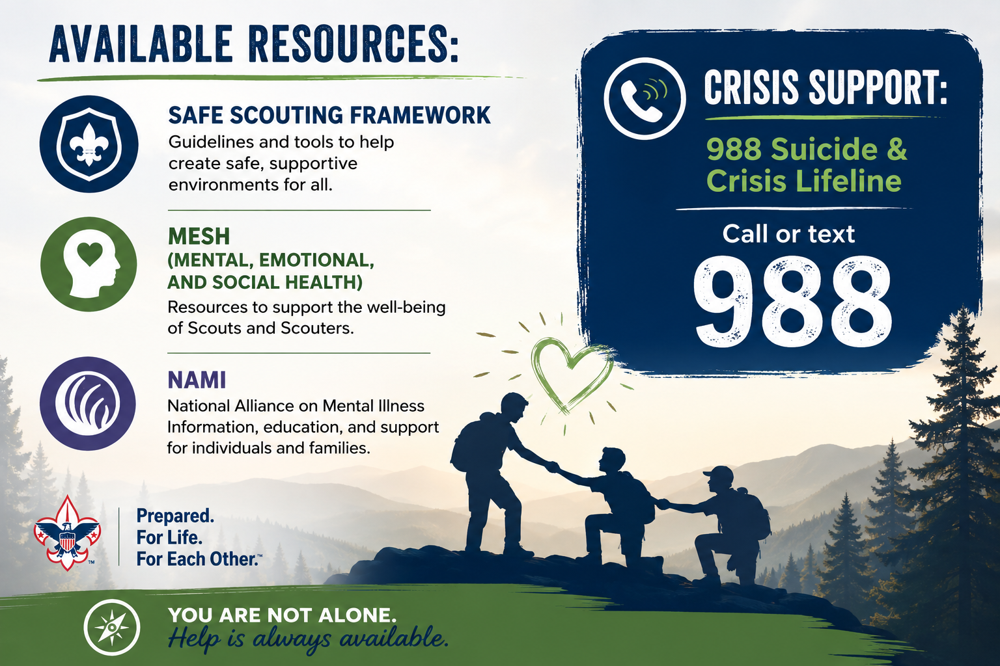 AVAILABLE RESOURCES:
SAFE SCOUTING FRAMEWORK
Guidelines and tools to help
create safe, supportive
environments for all.
MESH
(MENTAL, EMOTIONAL,
AND SOCIAL HEALTH)
Resources to support the well-being
of Scouts and Scouters.
NAMI
National Alliance on Mental Illness
Information, education, and support
for individuals and families.
Prepared.
For Life.
For Each Other.™
™
YOU ARE NOT ALONE.
Help is always available.
CRISIS SUPPORT:
988 Suicide &
Crisis Lifeline
Call or text
988